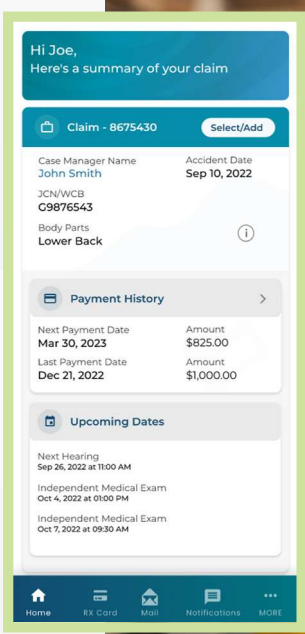 Hi Joe,
Here's a summary of your claim
Claim - 8675430
Select/Add
Case Manager Name
Accident Date
John Smith
Sep 10, 2022
JCN/WCB
G9876543
Body Parts
Lower Back
Payment History
Next Payment Date
Amount
Mar 30, 2023
$825.00
Last Payment Date
Amount
Dec 21, 2022
$1,000.00
Upcoming Dates
Next Hearing
Sep 26, 2022 at 11:00 AM
Independent Medical Exam
Oct 4, 2022 at 01:00 PM
Independent Medical Exam
Oct 7, 2022 at 09:30 AM
Home
RX Card
Mail
Notifications
MORE